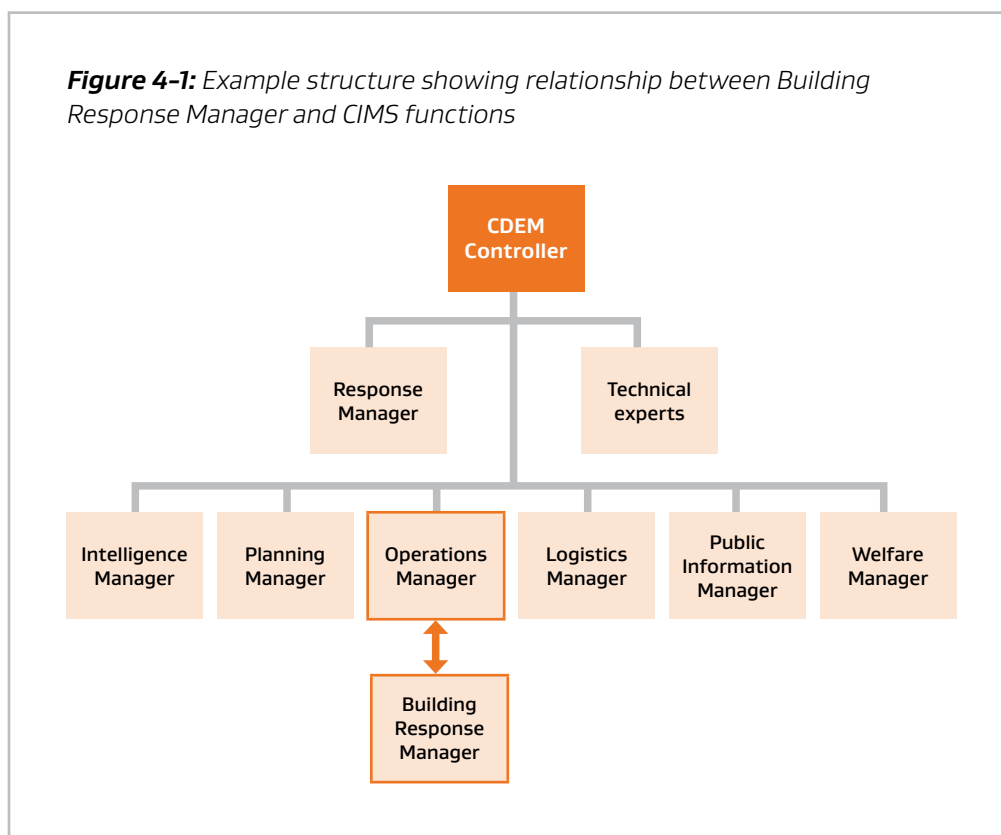 Figure 4-1: Example structure showing relationship between Building
Response Manager and CIMS functions
CDEM
Controller
Response
Manager
Technical
experts
Intelligence
Manager
Planning
Manager
Operations
Manager
Logistics
Manager
Public
Information
Manager
Welfare
Manager
Building
Response
Manager